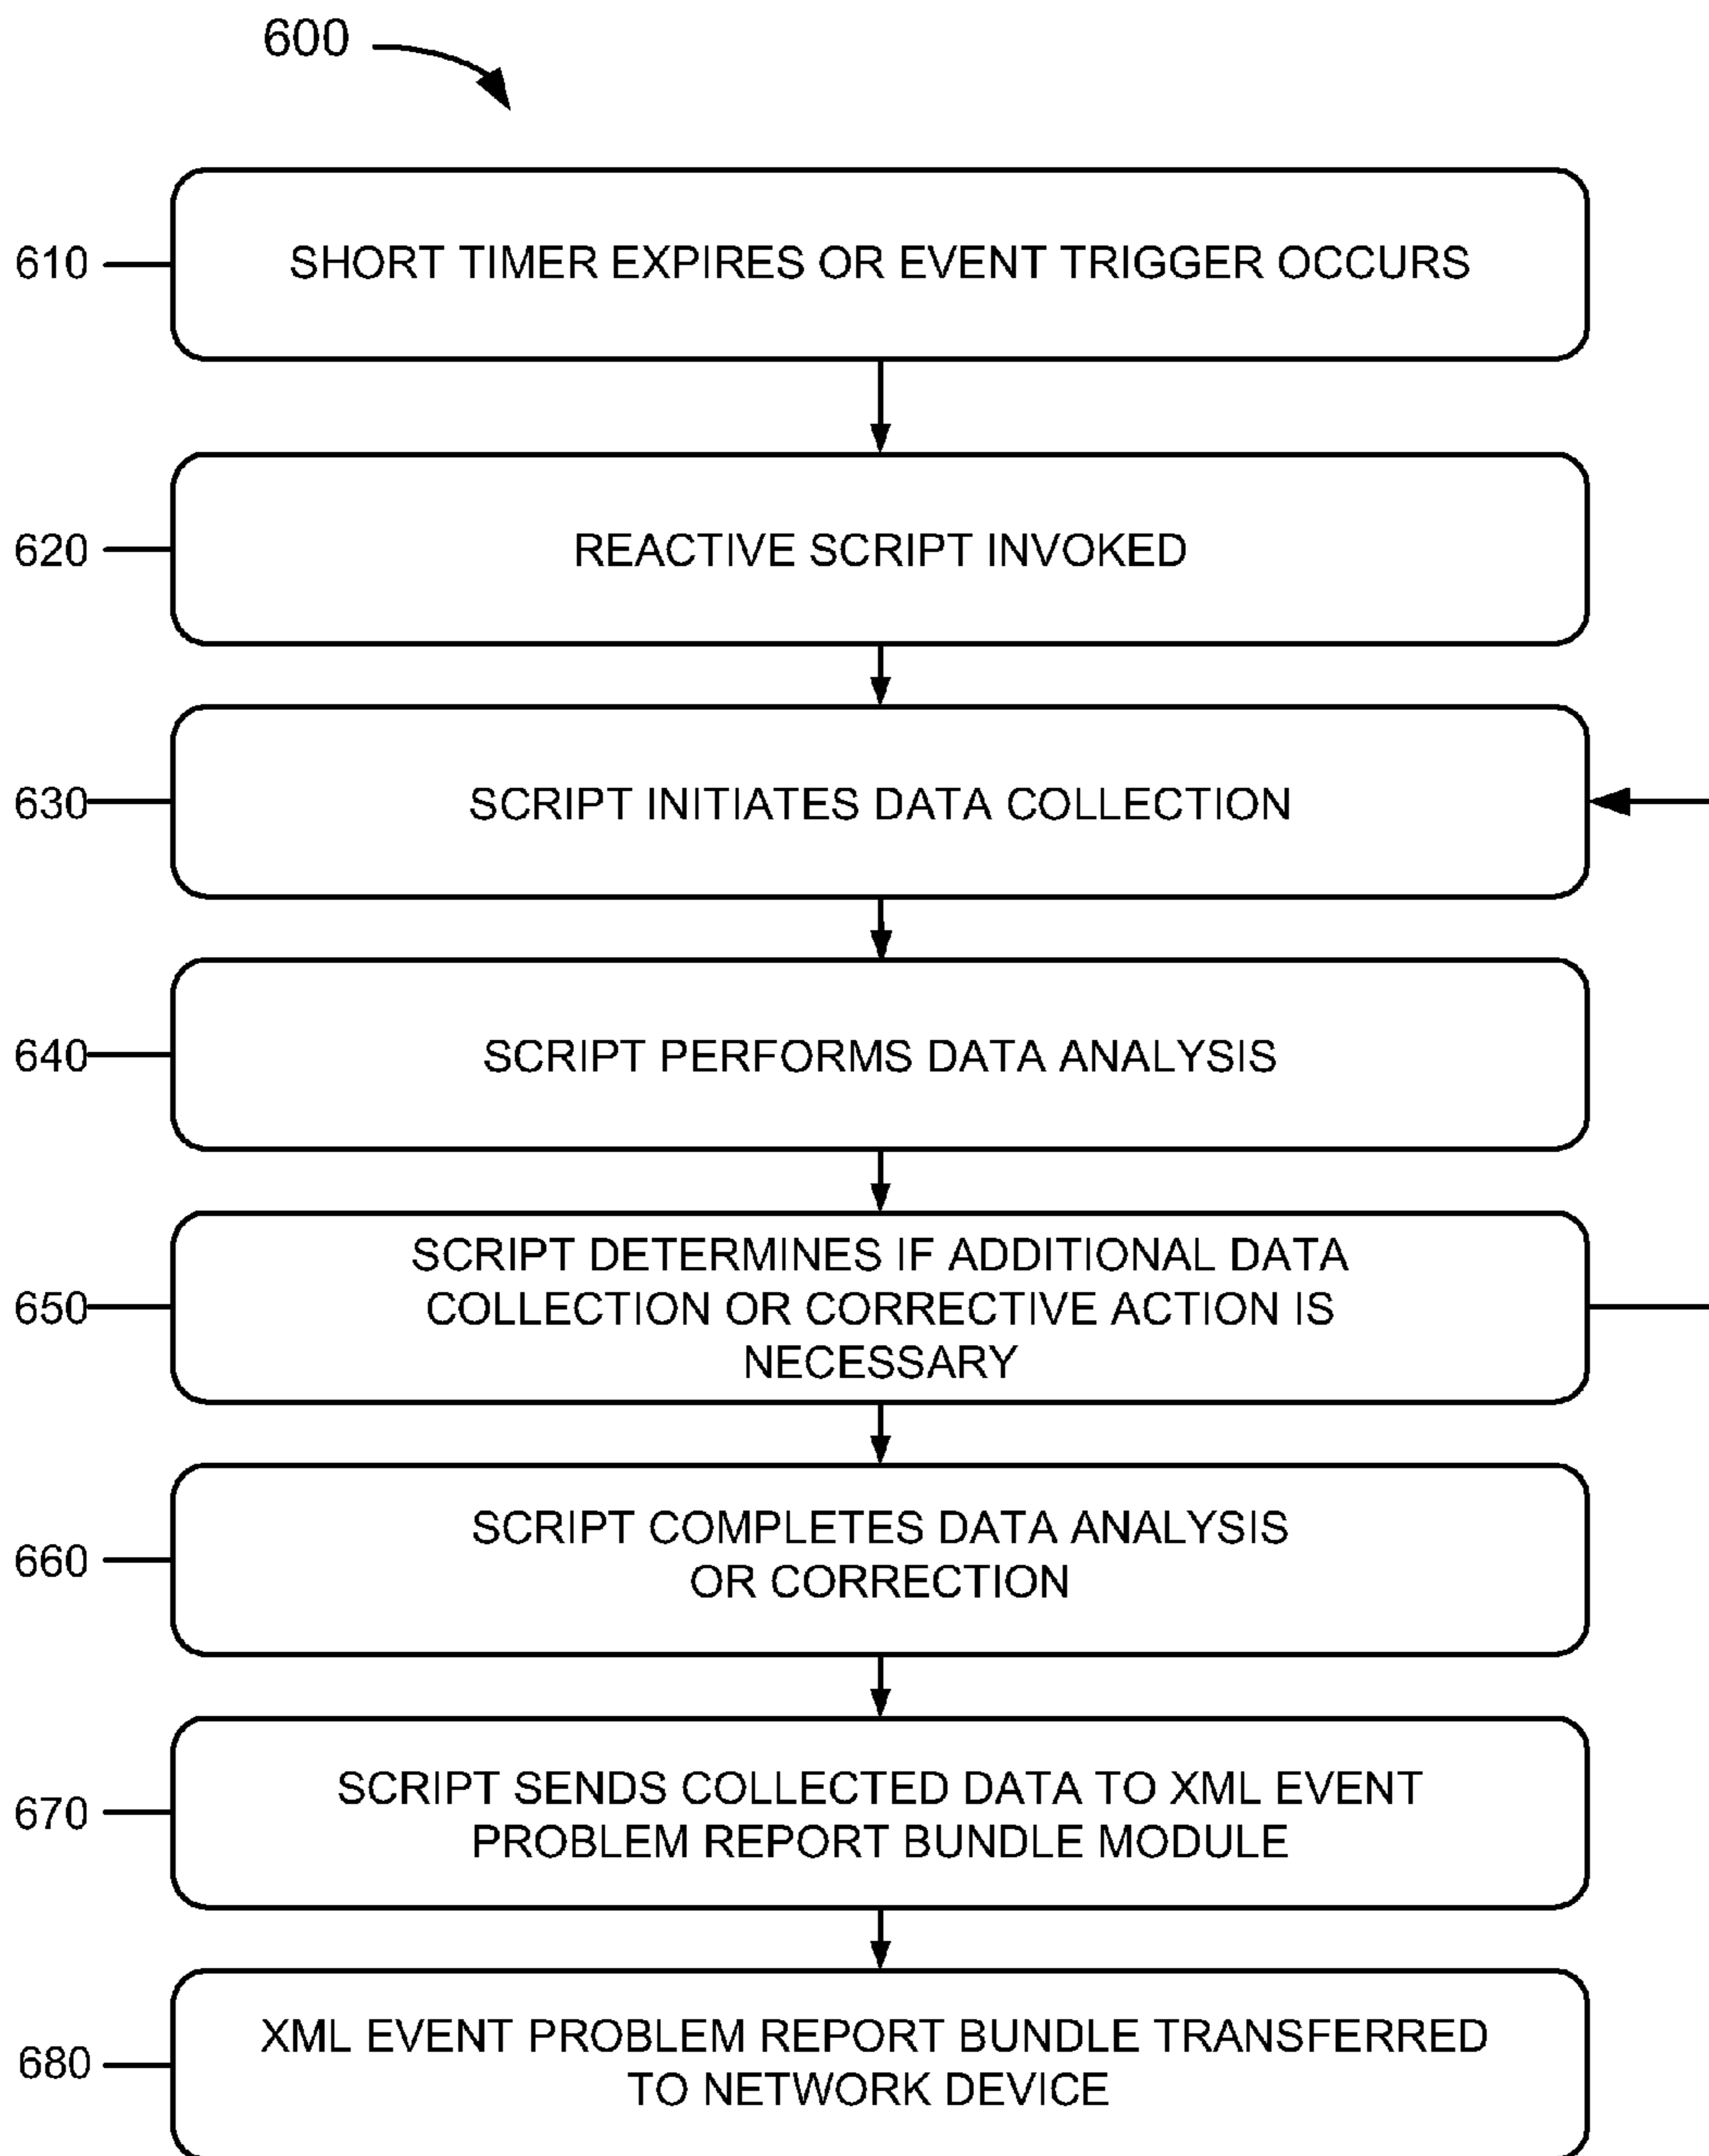 600
610
SHORT TIMER EXPIRES OR EVENT TRIGGER OCCURS
620
REACTIVE SCRIPT INVOKED
630
SCRIPT INITIATES DATA COLLECTION
640
SCRIPT PERFORMS DATA ANALYSIS
650
SCRIPT DETERMINES IF ADDITIONAL DATA
COLLECTION OR CORRECTIVE ACTION IS
NECESSARY
660
SCRIPT COMPLETES DATA ANALYSIS
OR CORRECTION
670
SCRIPT SENDS COLLECTED DATA TO XML EVENT
PROBLEM REPORT BUNDLE MODULE
680
XML EVENT PROBLEM REPORT BUNDLE TRANSFERRED
TO NETWORK DEVICE